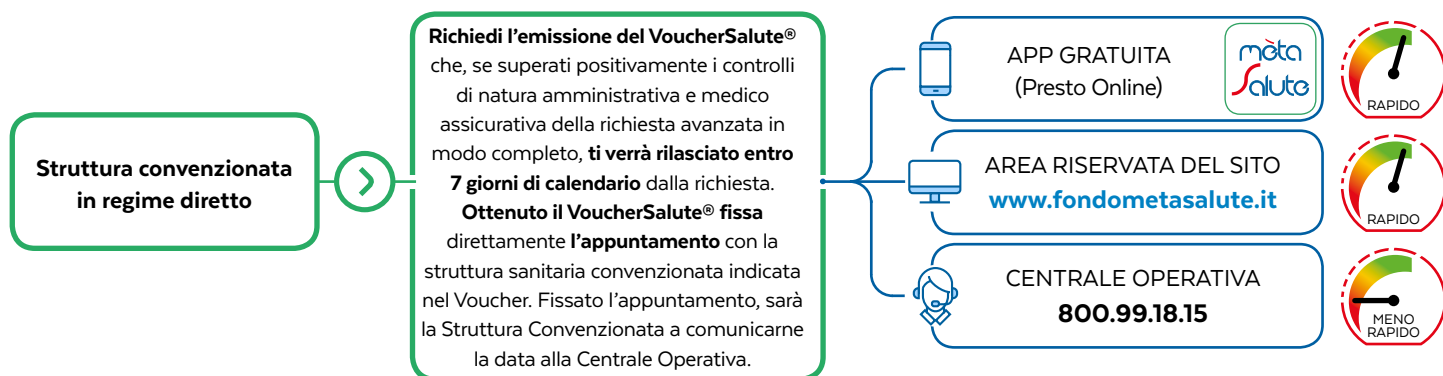 Struttura convenzionata
in regime diretto
Richiedi l'emissione del VoucherSalute®
che, se superati positivamente i controlli
di natura amministrativa e medico
assicurativa della richiesta avanzata in
modo completo, ti verrà rilasciato entro
7 giorni di calendario dalla richiesta.
Ottenuto il VoucherSalute® fissa
direttamente l'appuntamento con la
struttura sanitaria convenzionata indicata
nel Voucher. Fissato l'appuntamento, sarà
la Struttura Convenzionata a comunicarne
la data alla Centrale Operativa.
APP GRATUITA
(Presto Online)
mèta
Salute
RAPIDO
AREA RISERVATA DEL SITO
www.fondometasalute.it
RAPIDO
CENTRALE OPERATIVA
800.99.18.15
MENO
RAPIDO